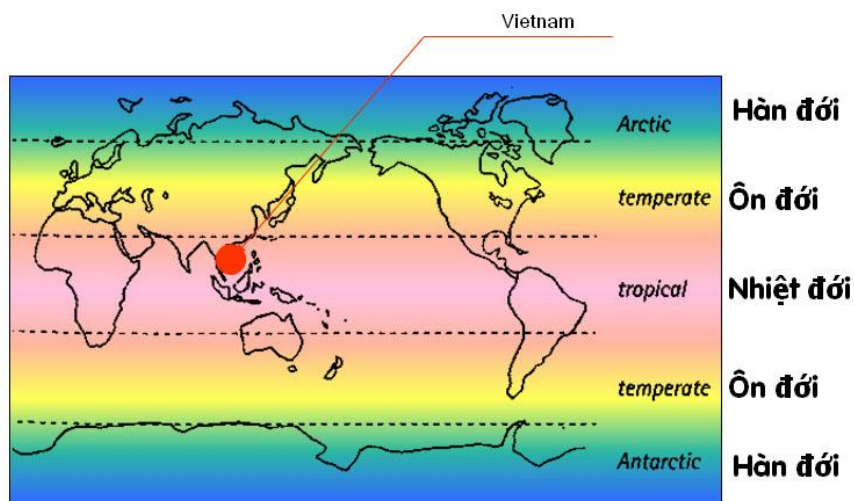 Vietnam
Arctic Hàn đới
temperate Ôn đới
tropical Nhiệt đới
temperate Ôn đới
Antarctic Hàn đới